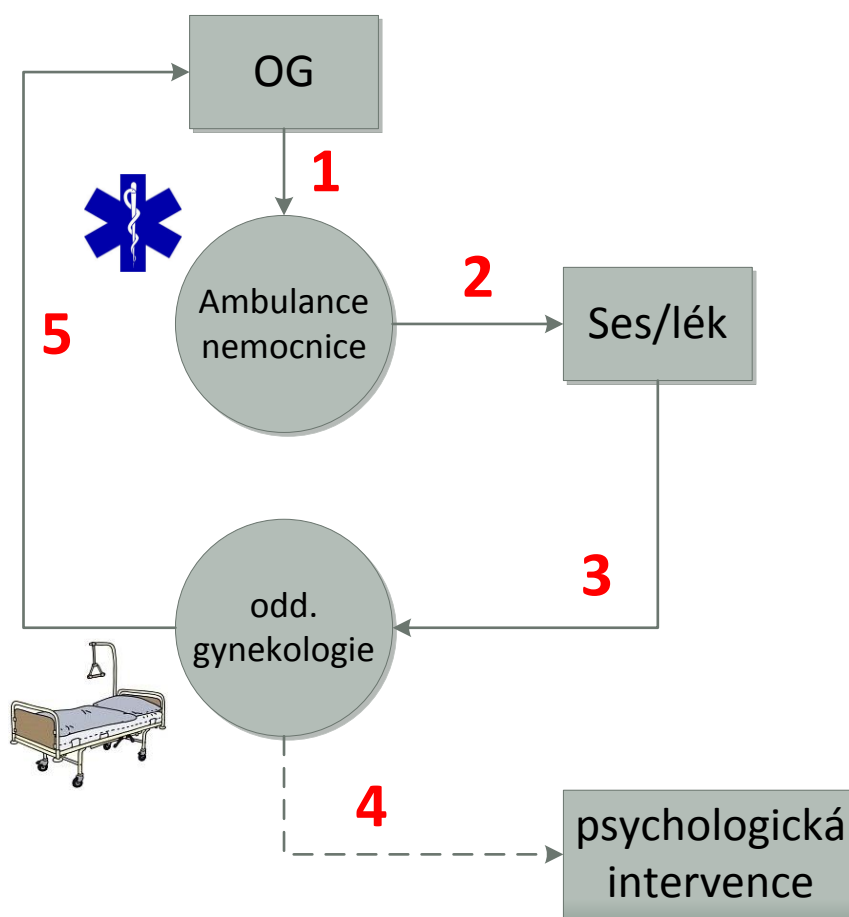 OG
1
Ambulance
nemocnice
2
Ses/lék
5
3
odd.
gynekologie
4
psychologická
intervence